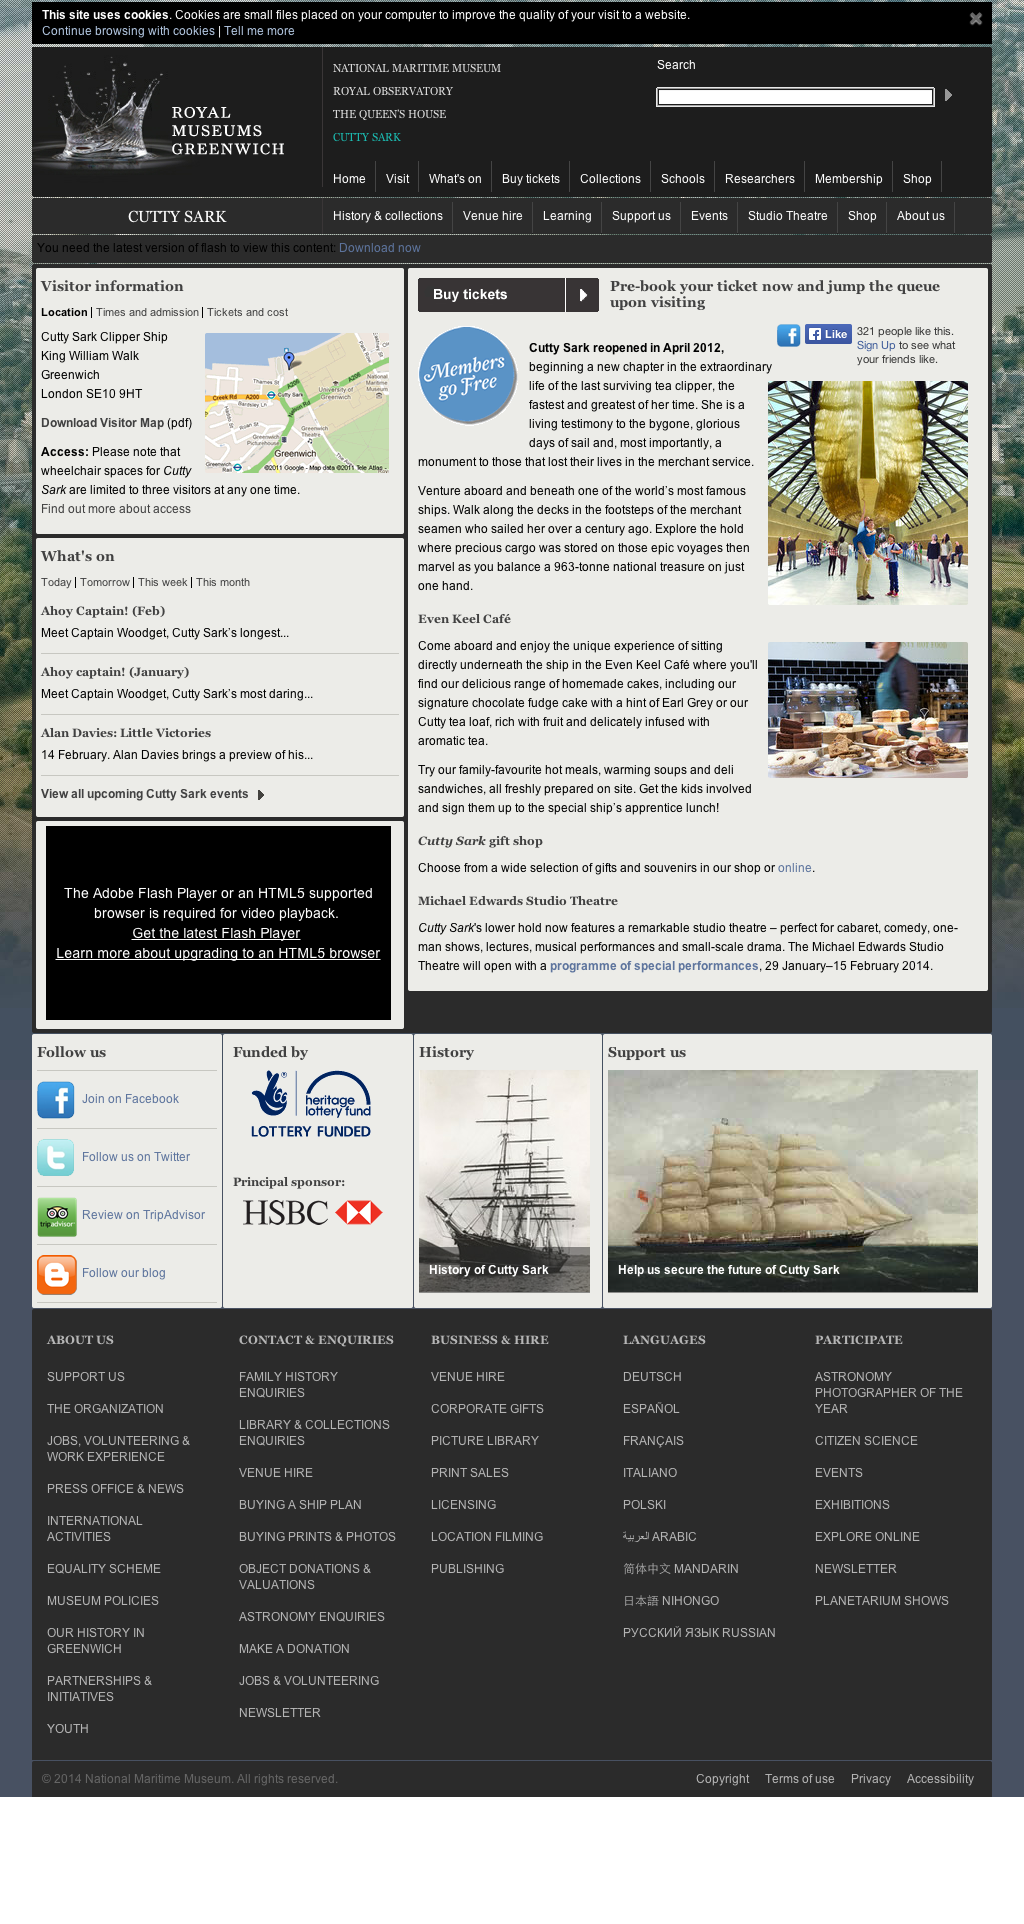 This site uses cookies. Cookies are small files placed on your computer to improve the quality of your visit to a website.
Continue browsing with cookies | Tell me more
ROYAL
MUSEUMS
GREENWICH
NATIONAL MARITIME MUSEUM
ROYAL OBSERVATORY
THE QUEEN'S HOUSE
CUTTY SARK
Search
Home
Visit
What's on
Buy tickets
Collections
Schools
Researchers
Membership
Shop
CUTTY SARK
History & collections
Venue hire
Learning
Support us
Events
Studio Theatre
Shop
About us
You need the latest version of flash to view this content: Download now
Visitor information
Location | Times and admission | Tickets and cost
Cutty Sark Clipper Ship
King William Walk
Greenwich
London SE10 9HT
Download Visitor Map (pdf)
Access: Please note that
wheelchair spaces for Cutty
Sark are limited to three visitors at any one time.
Find out more about access
Thames St
A206
Creek Rd
A200
Cutty Sark
Bardsley Ln
Roan St
University of
Greenwich
National
Maritime
Museum
Greenwich
Picturehouse
Greenwich
Theatre
Greenwich
Greenwich
Rail
©2011 Google - Map data ©2011 Tele Atlas -
What's on
Today | Tomorrow | This week | This month
Ahoy Captain! (Feb)
Meet Captain Woodget, Cutty Sark's longest...
Ahoy captain! (January)
Meet Captain Woodget, Cutty Sark's most daring...
Alan Davies: Little Victories
14 February. Alan Davies brings a preview of his...
View all upcoming Cutty Sark events
The Adobe Flash Player or an HTML5 supported
browser is required for video playback.
Get the latest Flash Player
Learn more about upgrading to an HTML5 browser
Buy tickets
Pre-book your ticket now and jump the queue
upon visiting
Members
go Free
Like
321 people like this.
Sign Up to see what
your friends like.
Cutty Sark reopened in April 2012,
beginning a new chapter in the extraordinary
life of the last surviving tea clipper, the
fastest and greatest of her time. She is a
living testimony to the bygone, glorious
days of sail and, most importantly, a
monument to those that lost their lives in the merchant service.
Venture aboard and beneath one of the world's most famous
ships. Walk along the decks in the footsteps of the merchant
seamen who sailed her over a century ago. Explore the hold
where precious cargo was stored on those epic voyages then
marvel as you balance a 963-tonne national treasure on just
one hand.
Even Keel Café
Come aboard and enjoy the unique experience of sitting
directly underneath the ship in the Even Keel Café where you'll
find our delicious range of homemade cakes, including our
signature chocolate fudge cake with a hint of Earl Grey or our
Cutty tea loaf, rich with fruit and delicately infused with
aromatic tea.
Try our family-favourite hot meals, warming soups and deli
sandwiches, all freshly prepared on site. Get the kids involved
and sign them up to the special ship's apprentice lunch!
Cutty Sark gift shop
Choose from a wide selection of gifts and souvenirs in our shop or online.
Michael Edwards Studio Theatre
Cutty Sark's lower hold now features a remarkable studio theatre – perfect for cabaret, comedy, one-
man shows, lectures, musical performances and small-scale drama. The Michael Edwards Studio
Theatre will open with a programme of special performances, 29 January–15 February 2014.
Follow us
Join on Facebook
Follow us on Twitter
tripadvisor
Review on TripAdvisor
Follow our blog
Funded by
heritage
lottery fund
LOTTERY FUNDED
Principal sponsor:
HSBC
History
History of Cutty Sark
Support us
Help us secure the future of Cutty Sark
ABOUT US
SUPPORT US
THE ORGANIZATION
JOBS, VOLUNTEERING &
WORK EXPERIENCE
PRESS OFFICE & NEWS
INTERNATIONAL
ACTIVITIES
EQUALITY SCHEME
MUSEUM POLICIES
OUR HISTORY IN
GREENWICH
PARTNERSHIPS &
INITIATIVES
YOUTH
CONTACT & ENQUIRIES
FAMILY HISTORY
ENQUIRIES
LIBRARY & COLLECTIONS
ENQUIRIES
VENUE HIRE
BUYING A SHIP PLAN
BUYING PRINTS & PHOTOS
OBJECT DONATIONS &
VALUATIONS
ASTRONOMY ENQUIRIES
MAKE A DONATION
JOBS & VOLUNTEERING
NEWSLETTER
BUSINESS & HIRE
VENUE HIRE
CORPORATE GIFTS
PICTURE LIBRARY
PRINT SALES
LICENSING
LOCATION FILMING
PUBLISHING
LANGUAGES
DEUTSCH
ESPAÑOL
FRANÇAIS
ITALIANO
POLSKI
العربية ARABIC
简体中文 MANDARIN
日本語 NIHONGO
РУССКИЙ ЯЗЫК RUSSIAN
PARTICIPATE
ASTRONOMY
PHOTOGRAPHER OF THE
YEAR
CITIZEN SCIENCE
EVENTS
EXHIBITIONS
EXPLORE ONLINE
NEWSLETTER
PLANETARIUM SHOWS
© 2014 National Maritime Museum. All rights reserved.
Copyright
Terms of use
Privacy
Accessibility